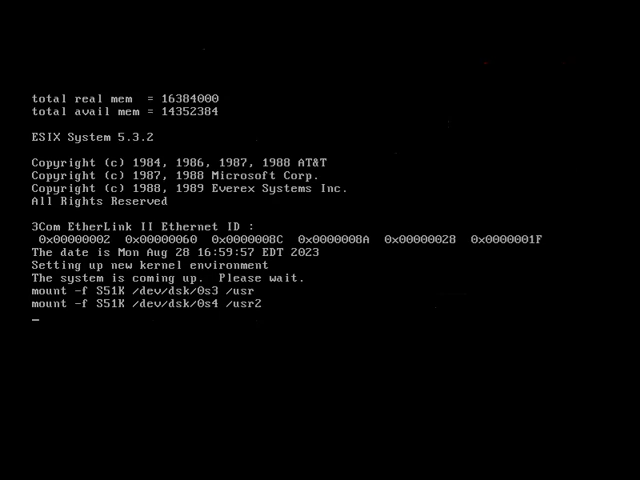 total real mem  = 16384000
total avail mem = 14352384
ESIX System 5.3.2
Copyright (c) 1984, 1986, 1987, 1988 AT&T
Copyright (c) 1987, 1988 Microsoft Corp.
Copyright (c) 1988, 1989 Everex Systems Inc.
All Rights Reserved
3Com EtherLink II Ethernet ID :
0x00000002  0x00000060  0x0000008C  0x0000008A  0x00000028  0x0000001F
The date is Mon Aug 28 16:59:57 EDT 2023
Setting up new kernel environment
The system is coming up.  Please wait.
mount -f S51K /dev/dsk/0s3 /usr
mount -f S51K /dev/dsk/0s4 /usr2